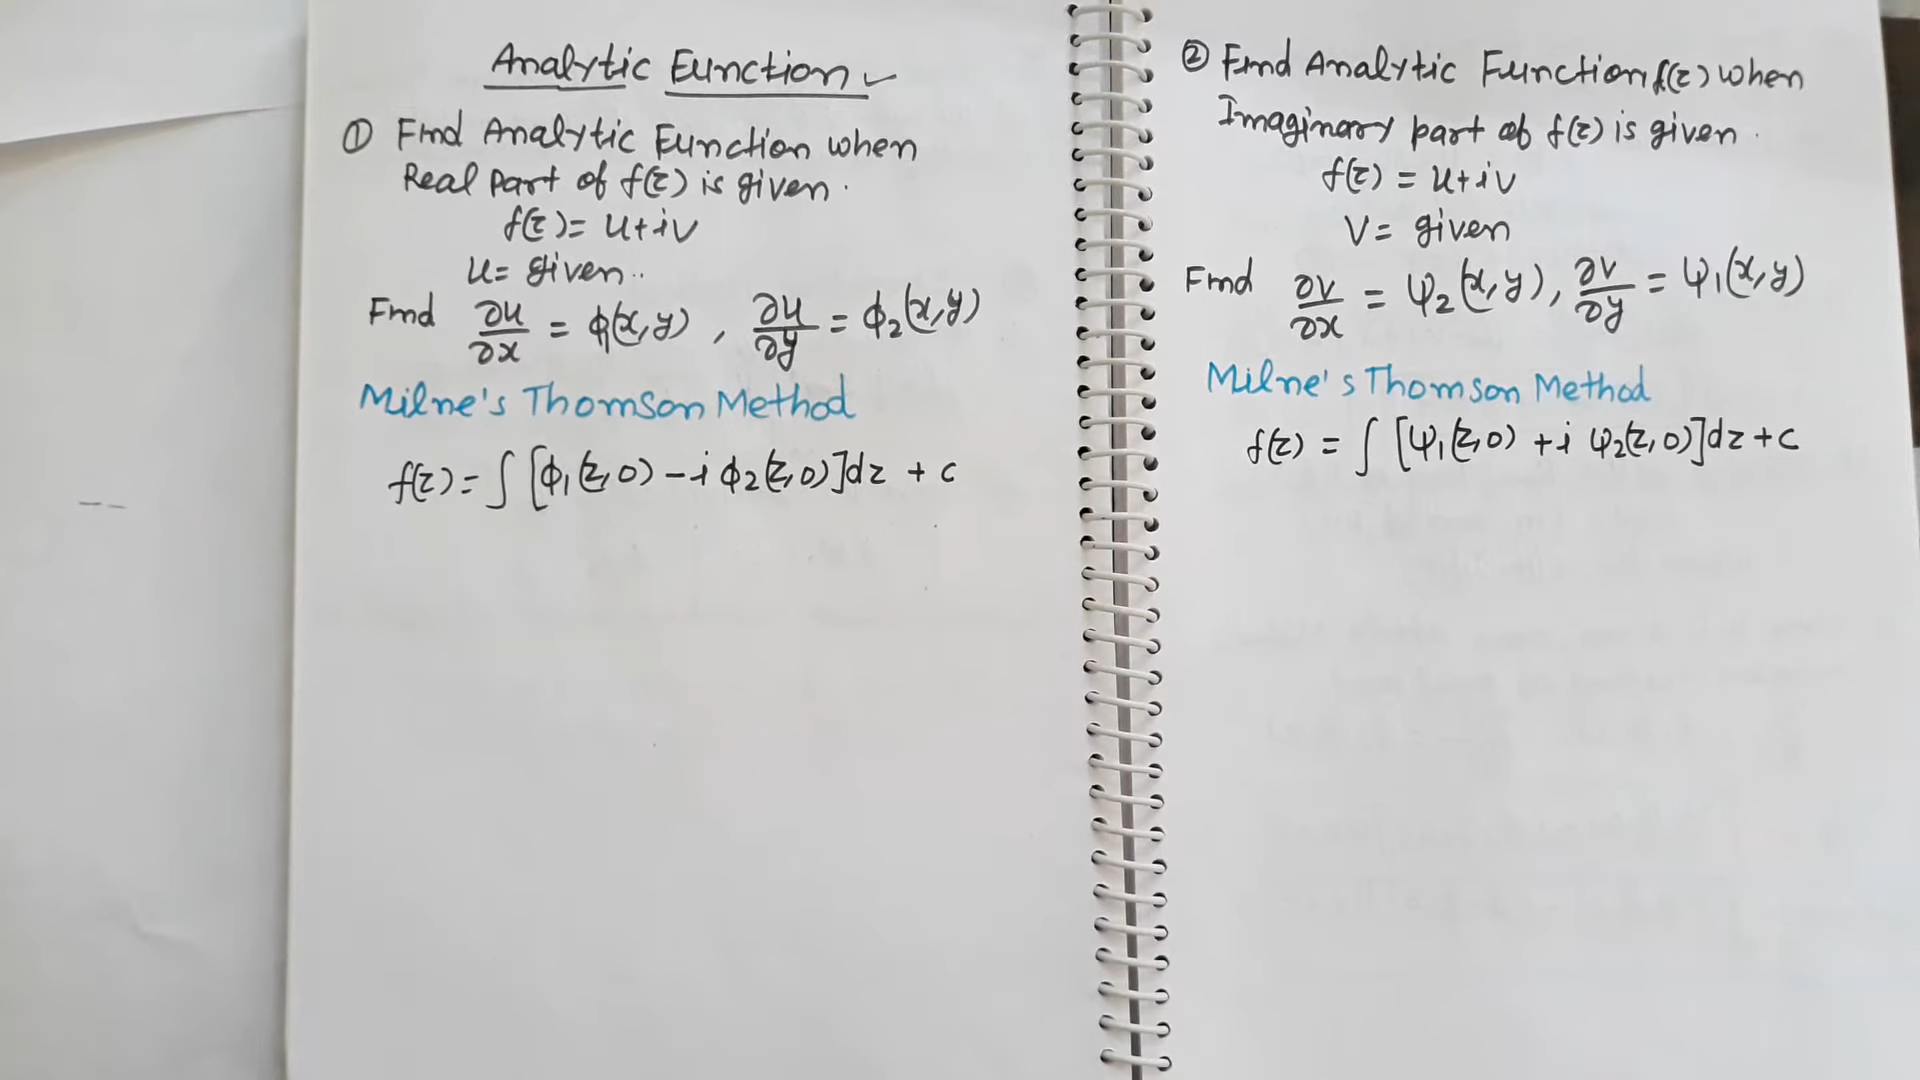 Analytic Function
① Find Analytic Function when
Real Part of f(z) is given.
f(z) = u+iv
u = given..
Find ∂u/∂x = ϕ₁(x,y) , ∂u/∂y = ϕ₂(x,y)
Milne's Thomson Method
f(z) = ∫ [ϕ₁(z,0) - i ϕ₂(z,0)]dz + c
② Find Analytic Function f(z) when
Imaginary part of f(z) is given.
f(z) = u+iv
v = given
Find ∂v/∂x = ψ₂(x,y), ∂v/∂y = ψ₁(x,y)
Milne's Thomson Method
f(z) = ∫ [ψ₁(z,0) + i ψ₂(z,0)]dz + c